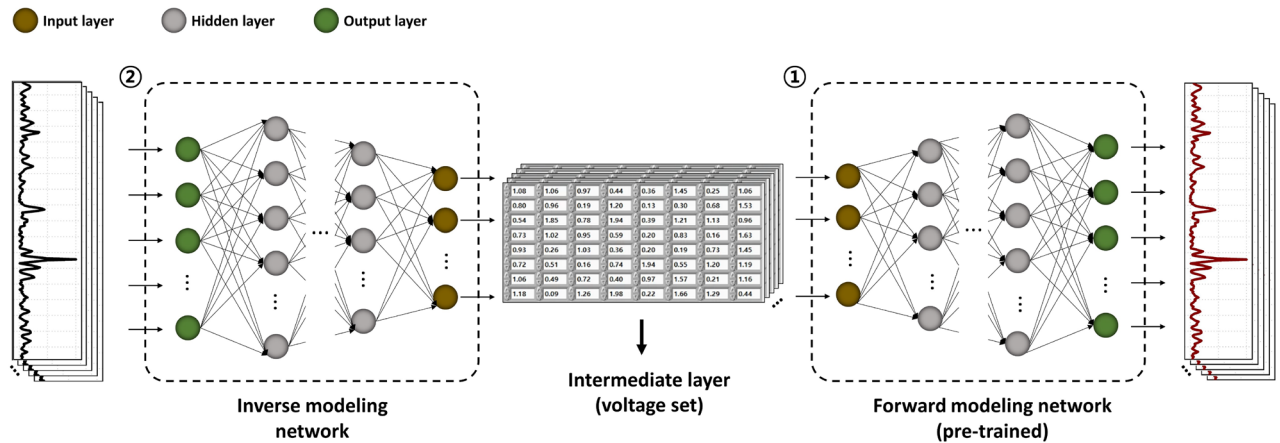 Input layer
Hidden layer
Output layer
②
①
1.08 1.06 0.97 0.44 0.36 1.45 0.25 1.06
0.80 0.96 0.19 1.20 0.13 0.30 0.68 1.53
0.54 1.85 0.78 1.94 0.39 1.21 1.13 0.96
0.73 1.02 0.95 0.59 0.20 0.83 0.16 1.63
0.93 0.26 1.03 0.36 0.20 0.19 0.73 1.45
0.72 0.51 0.16 0.74 1.94 0.55 1.20 1.19
1.06 0.49 0.72 0.40 0.97 1.57 0.21 1.16
1.18 0.09 1.26 1.98 0.22 1.66 1.29 0.44
Inverse modeling
network
Intermediate layer
(voltage set)
Forward modeling network
(pre-trained)